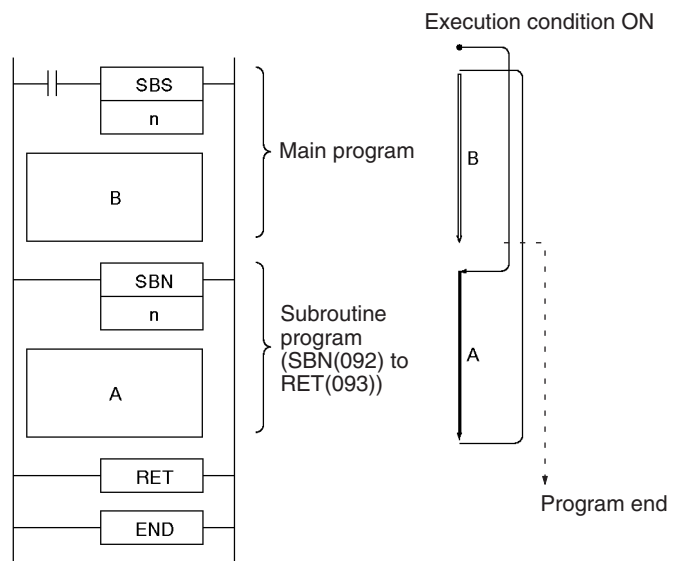 Execution condition ON
SBS
n
Main program
B
B
SBN
n
Subroutine
program
(SBN(092) to
RET(093))
A
A
RET
Program end
END